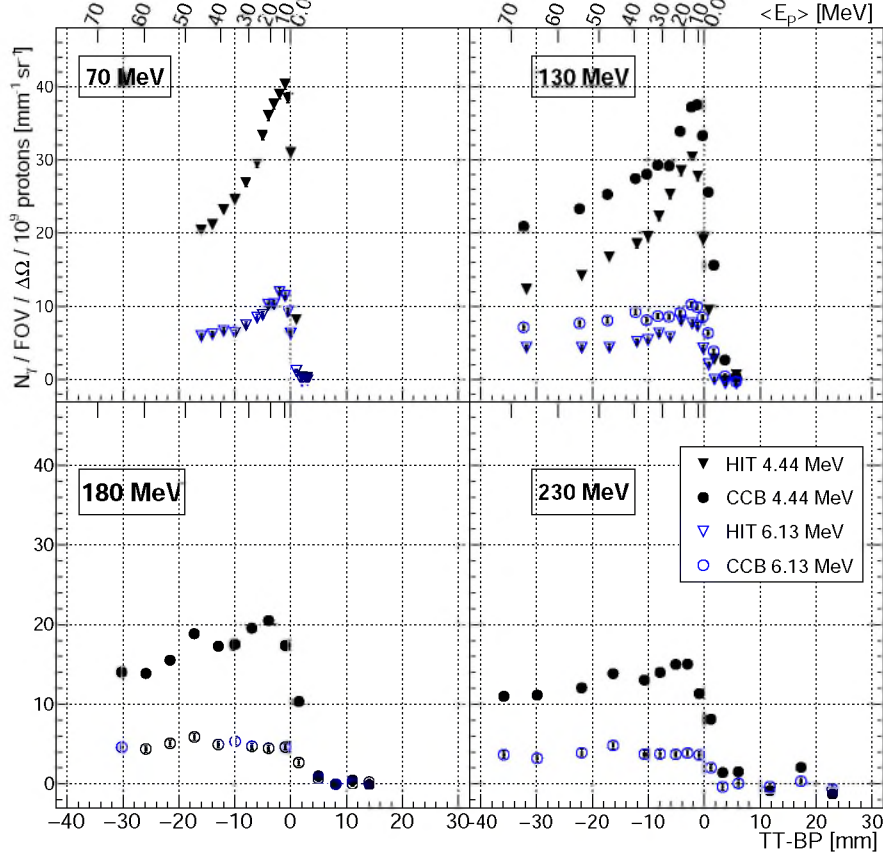 70 60 50 40 30 20 10 0.0 70 60 50 40 30 20 10 0.0 <E_P> [MeV]
N_γ / FOV / ΔΩ / 10⁹ protons [mm⁻¹ sr⁻¹]
70 MeV
130 MeV
40
30
20
10
0
180 MeV
230 MeV
HIT 4.44 MeV
CCB 4.44 MeV
HIT 6.13 MeV
CCB 6.13 MeV
40
30
20
10
0
−40 −30 −20 −10 0 10 20 30 −30 −20 −10 0 10 20 30
TT-BP [mm]